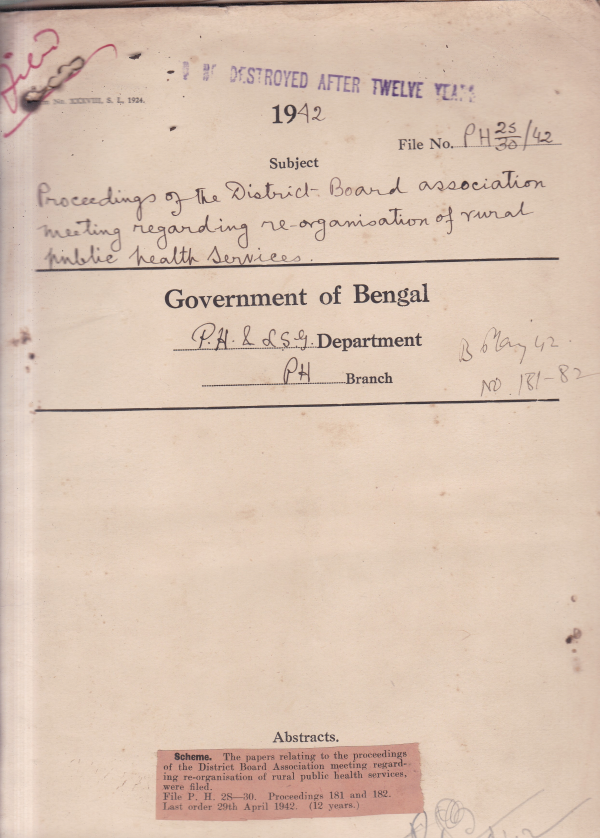 Filed
No. XXXVIII, S. I., 1924.
DESTROYED AFTER TWELVE YEARS
1942
File No. PH 2S/30/42
Subject
Proceedings of the District Board association
meeting regarding re-organisation of rural
public health services.
Government of Bengal
P.H. & L.S.G. Department
PH Branch
B May 42.
No. 181-82
Abstracts.
Scheme. The papers relating to the proceedings
of the District Board Association meeting regard-
ing re-organisation of rural public health services,
were filed.
File P. H. 2S—30. Proceedings 181 and 182.
Last order 29th April 1942. (12 years.)